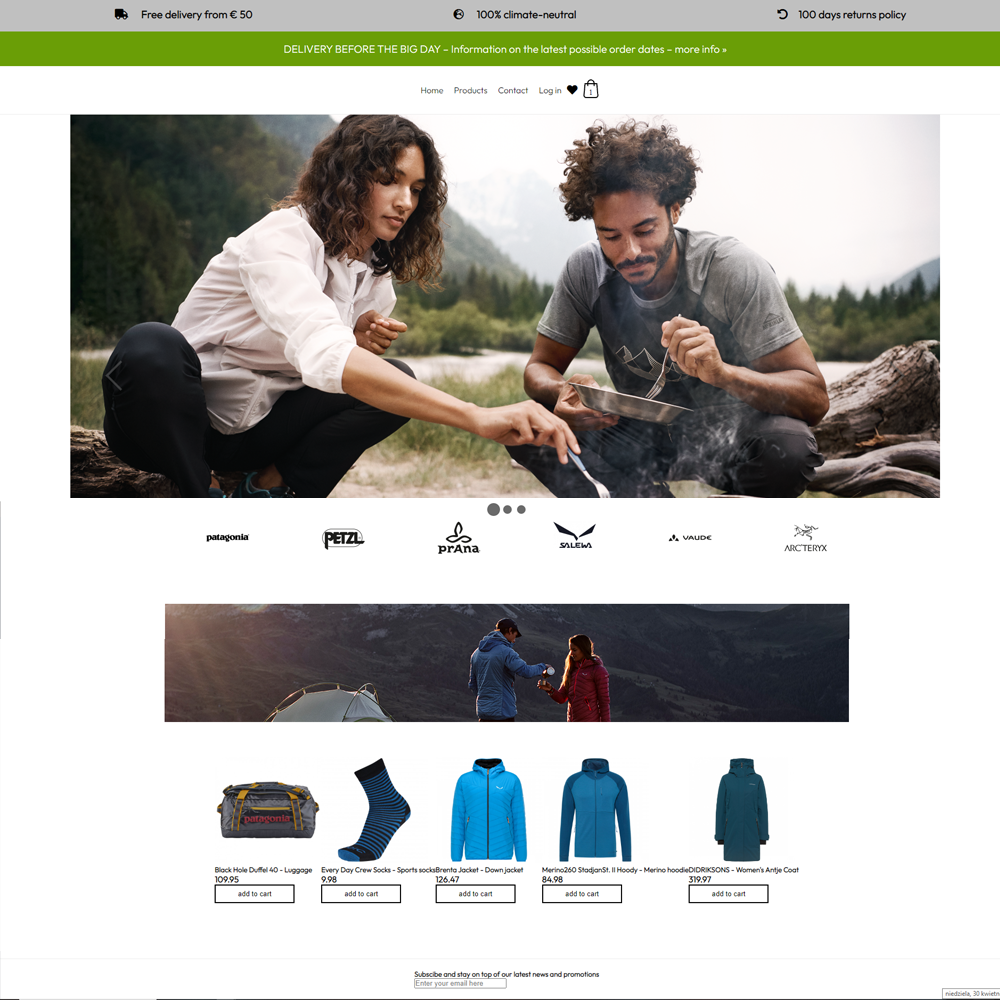 Free delivery from € 50 100% climate-neutral 100 days returns policy
DELIVERY BEFORE THE BIG DAY – Information on the latest possible order dates – more info »
Home Products Contact Log in 1
patagonia PETZL prAna SALEWA VAUDE ARC'TERYX
patagonia
Black Hole Duffel 40 - Luggage Every Day Crew Socks - Sports socks Brenta Jacket - Down jacket Merino260 StadjanSt. II Hoody - Merino hoodie DIDRIKSONS - Women's Antje Coat
109.95 9.98 126.47 84.98 319.97
add to cart add to cart add to cart add to cart add to cart
Subscibe and stay on top of our latest news and promotions
Enter your email here
niedziela, 30 kwietn